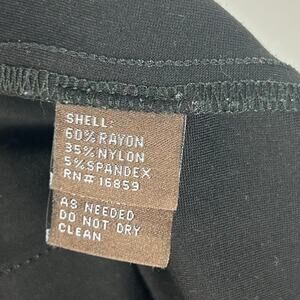 SHELL:
60% RAYON
35% NYLON
5% SPANDEX
RN# 16859
AS NEEDED
DO NOT DRY
CLEAN